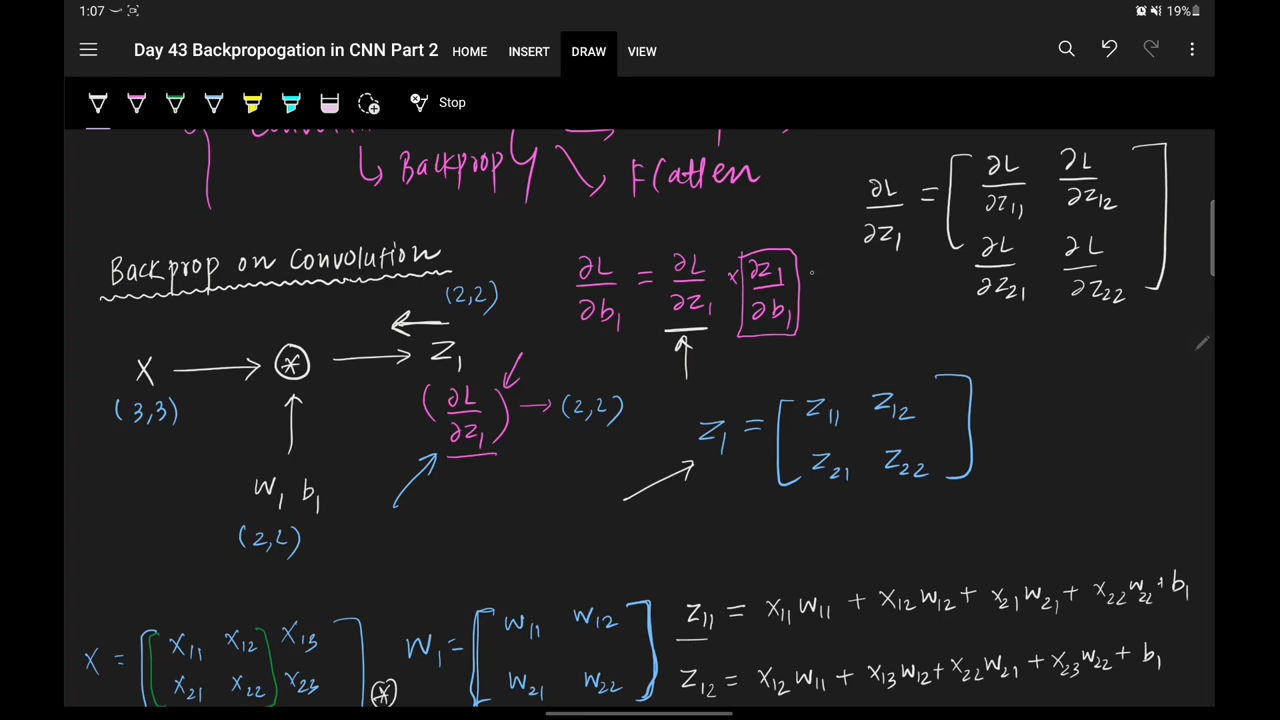 1:07 19%
Day 43 Backpropogation in CNN Part 2 HOME INSERT DRAW VIEW
Stop
Backprop
Flatten
∂L/∂z₁ = [ ∂L/∂z₁₁ ∂L/∂z₁₂
∂L/∂z₂₁ ∂L/∂z₂₂ ]
Backprop on Convolution
∂L/∂b₁ = ∂L/∂z₁ × ∂z₁/∂b₁
(2,2)
X → ⊛ → Z₁
(3,3)
(∂L/∂z₁) → (2,2)
Z₁ = [ Z₁₁ Z₁₂
Z₂₁ Z₂₂ ]
W₁ b₁
(2,2)
Z₁₁ = X₁₁W₁₁ + X₁₂W₁₂ + X₂₁W₂₁ + X₂₂W₂₂ + b₁
Z₁₂ = X₁₂W₁₁ + X₁₃W₁₂ + X₂₂W₂₁ + X₂₃W₂₂ + b₁
X = [ X₁₁ X₁₂ X₁₃
X₂₁ X₂₂ X₂₃
⊛
W₁ = [ W₁₁ W₁₂
W₂₁ W₂₂ ]